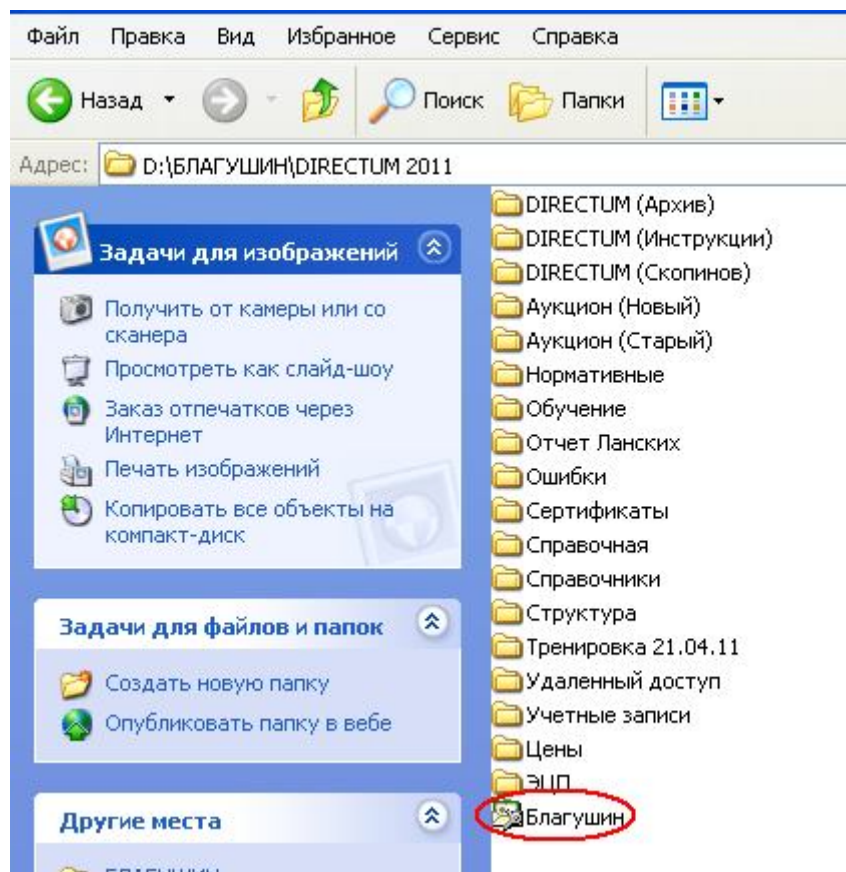 Файл Правка Вид Избранное Сервис Справка
Назад Поиск Папки
Адрес: D:\БЛАГУШИН\DIRECTUM 2011
Задачи для изображений
Получить от камеры или со
сканера
Просмотреть как слайд-шоу
Заказ отпечатков через
Интернет
Печать изображений
Копировать все объекты на
компакт-диск
Задачи для файлов и папок
Создать новую папку
Опубликовать папку в вебе
Другие места
БЛАГУШИН
DIRECTUM (Архив)
DIRECTUM (Инструкции)
DIRECTUM (Скопинов)
Аукцион (Новый)
Аукцион (Старый)
Нормативные
Обучение
Отчет Ланских
Ошибки
Сертификаты
Справочная
Справочники
Структура
Тренировка 21.04.11
Удаленный доступ
Учетные записи
Цены
ЭЦП
Благушин